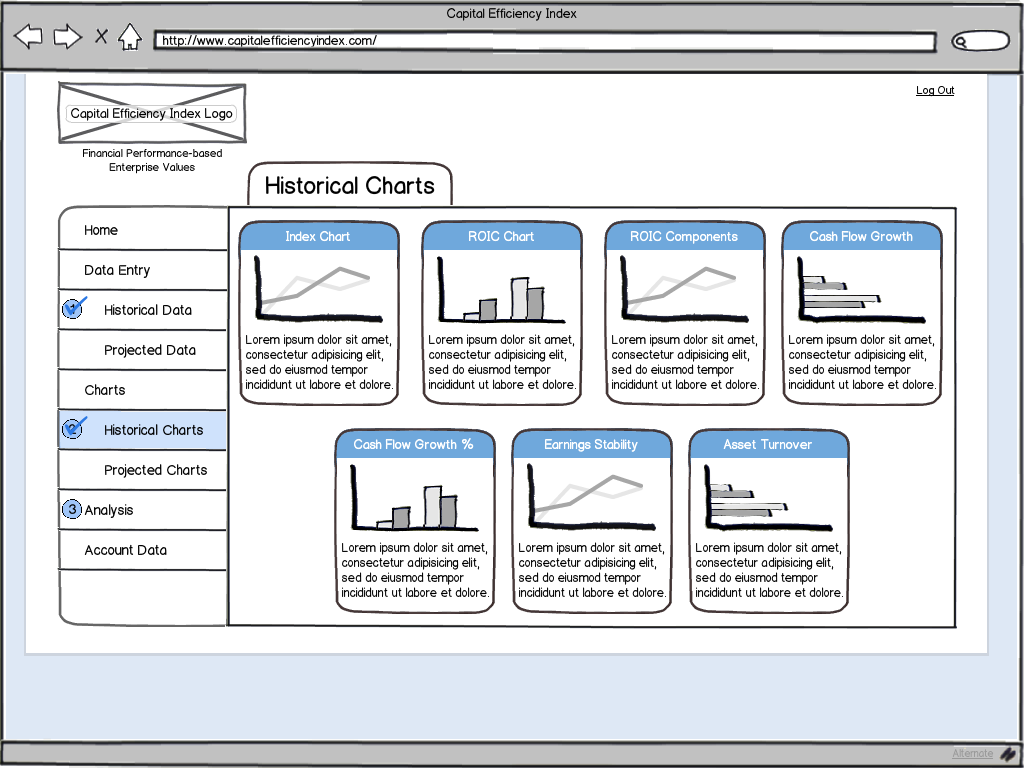 Capital Efficiency Index
http://www.capitalefficiencyindex.com/
Log Out
Capital Efficiency Index Logo
Financial Performance-based
Enterprise Values
Historical Charts
Home
Data Entry
Historical Data
Projected Data
Charts
2
Historical Charts
Projected Charts
3 Analysis
Account Data
Index Chart
Lorem ipsum dolor sit amet,
consectetur adipisicing elit,
sed do eiusmod tempor
incididunt ut labore et dolore.
ROIC Chart
Lorem ipsum dolor sit amet,
consectetur adipisicing elit,
sed do eiusmod tempor
incididunt ut labore et dolore.
ROIC Components
Lorem ipsum dolor sit amet,
consectetur adipisicing elit,
sed do eiusmod tempor
incididunt ut labore et dolore.
Cash Flow Growth
Lorem ipsum dolor sit amet,
consectetur adipisicing elit,
sed do eiusmod tempor
incididunt ut labore et dolore.
Cash Flow Growth %
Lorem ipsum dolor sit amet,
consectetur adipisicing elit,
sed do eiusmod tempor
incididunt ut labore et dolore.
Earnings Stability
Lorem ipsum dolor sit amet,
consectetur adipisicing elit,
sed do eiusmod tempor
incididunt ut labore et dolore.
Asset Turnover
Lorem ipsum dolor sit amet,
consectetur adipisicing elit,
sed do eiusmod tempor
incididunt ut labore et dolore.
Alternate